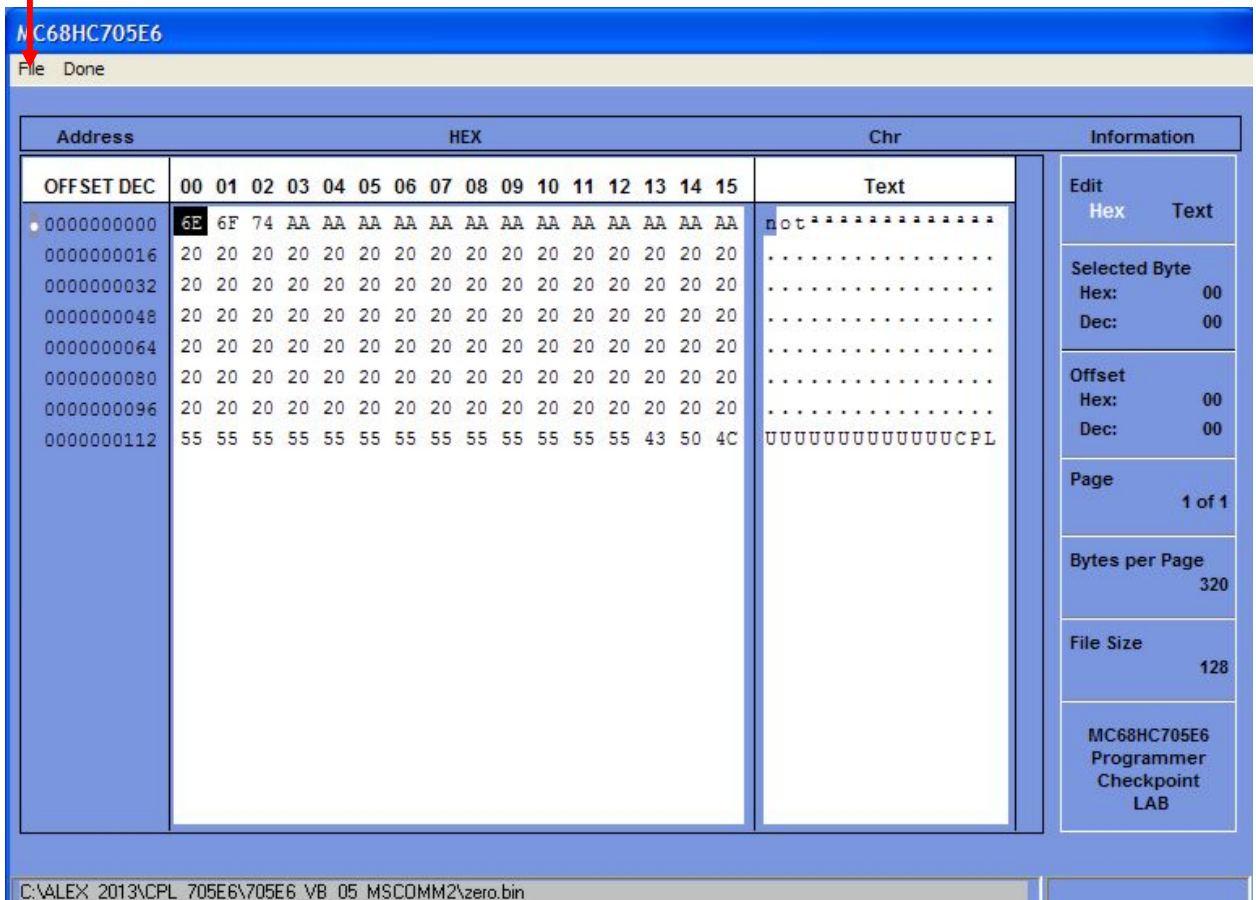 MC68HC705E6
File Done
Address HEX Chr Information
OFFSET DEC 00 01 02 03 04 05 06 07 08 09 10 11 12 13 14 15 Text
0000000000 6E 6F 74 AA AA AA AA AA AA AA AA AA AA AA AA AA notªªªªªªªªªªªªª
0000000016 20 20 20 20 20 20 20 20 20 20 20 20 20 20 20 20 ................
0000000032 20 20 20 20 20 20 20 20 20 20 20 20 20 20 20 20 ................
0000000048 20 20 20 20 20 20 20 20 20 20 20 20 20 20 20 20 ................
0000000064 20 20 20 20 20 20 20 20 20 20 20 20 20 20 20 20 ................
0000000080 20 20 20 20 20 20 20 20 20 20 20 20 20 20 20 20 ................
0000000096 20 20 20 20 20 20 20 20 20 20 20 20 20 20 20 20 ................
0000000112 55 55 55 55 55 55 55 55 55 55 55 55 55 43 50 4C UUUUUUUUUUUUUCPL
Edit
Hex Text
Selected Byte
Hex: 00
Dec: 00
Offset
Hex: 00
Dec: 00
Page
1 of 1
Bytes per Page
320
File Size
128
MC68HC705E6
Programmer
Checkpoint
LAB
C:\ALEX_2013\CPL_705E6\705E6_VB_05_MSCOMM2\zero.bin